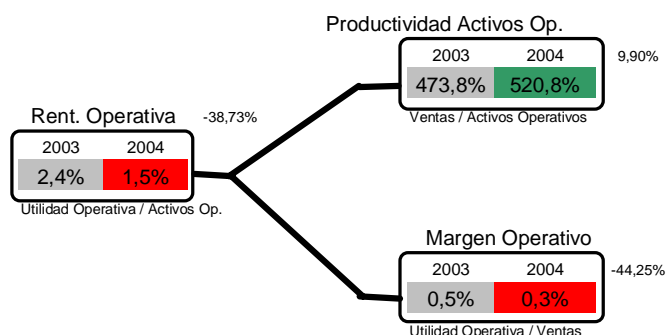 Productividad Activos Op.
2003 2004 9,90%
473,8% 520,8%
Ventas / Activos Operativos
Rent. Operativa -38,73%
2003 2004
2,4% 1,5%
Utilidad Operativa / Activos Op.
Margen Operativo
2003 2004 -44,25%
0,5% 0,3%
Utilidad Operativa / Ventas